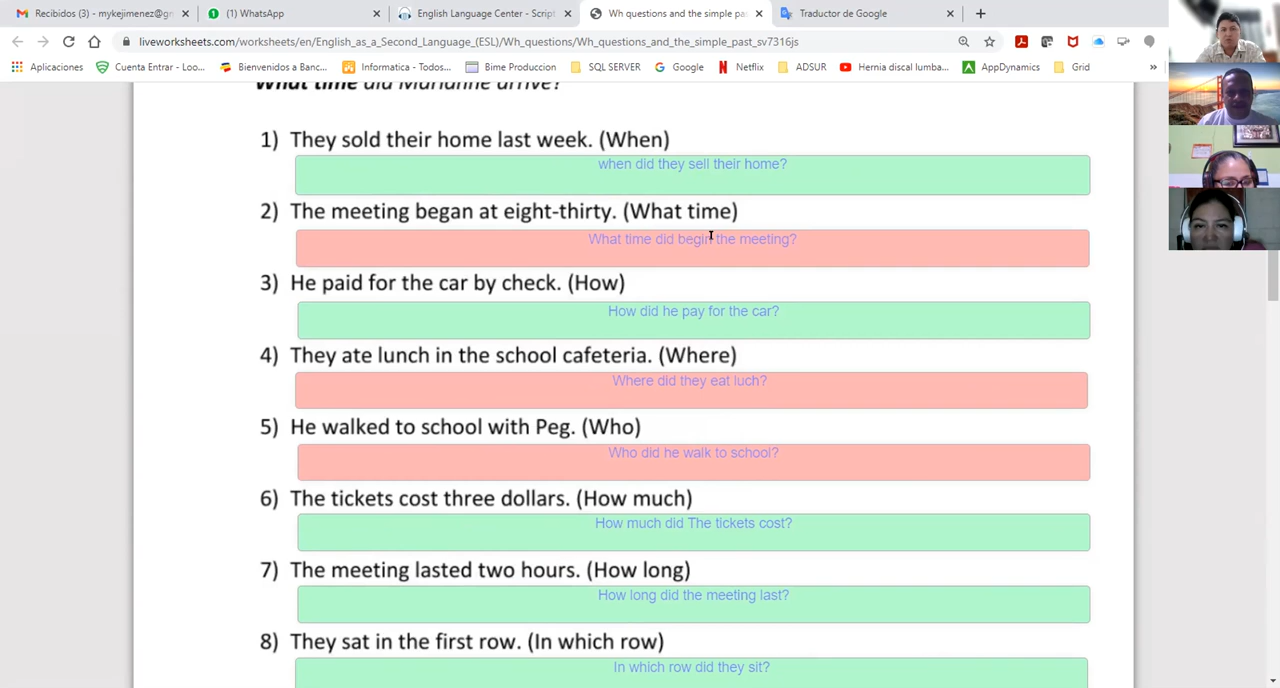 Recibidos (3) - mykejimenez@gn
(1) WhatsApp
English Language Center - Script
Wh questions and the simple pas
Traductor de Google
liveworksheets.com/worksheets/en/English_as_a_Second_Language_(ESL)/Wh_questions/Wh_questions_and_the_simple_past_sv7316js
Aplicaciones
Cuenta Entrar - Loo...
Bienvenidos a Banc...
Informatica - Todos...
Bime Production
SQL SERVER
Google
Netflix
ADSUR
Hernia discal lumba...
AppDynamics
Grid
»
What time did Marianne arrive?
1) They sold their home last week. (When)
when did they sell their home?
2) The meeting began at eight-thirty. (What time)
What time did begin the meeting?
3) He paid for the car by check. (How)
How did he pay for the car?
4) They ate lunch in the school cafeteria. (Where)
Where did they eat luch?
5) He walked to school with Peg. (Who)
Who did he walk to school?
6) The tickets cost three dollars. (How much)
How much did The tickets cost?
7) The meeting lasted two hours. (How long)
How long did the meeting last?
8) They sat in the first row. (In which row)
In which row did they sit?